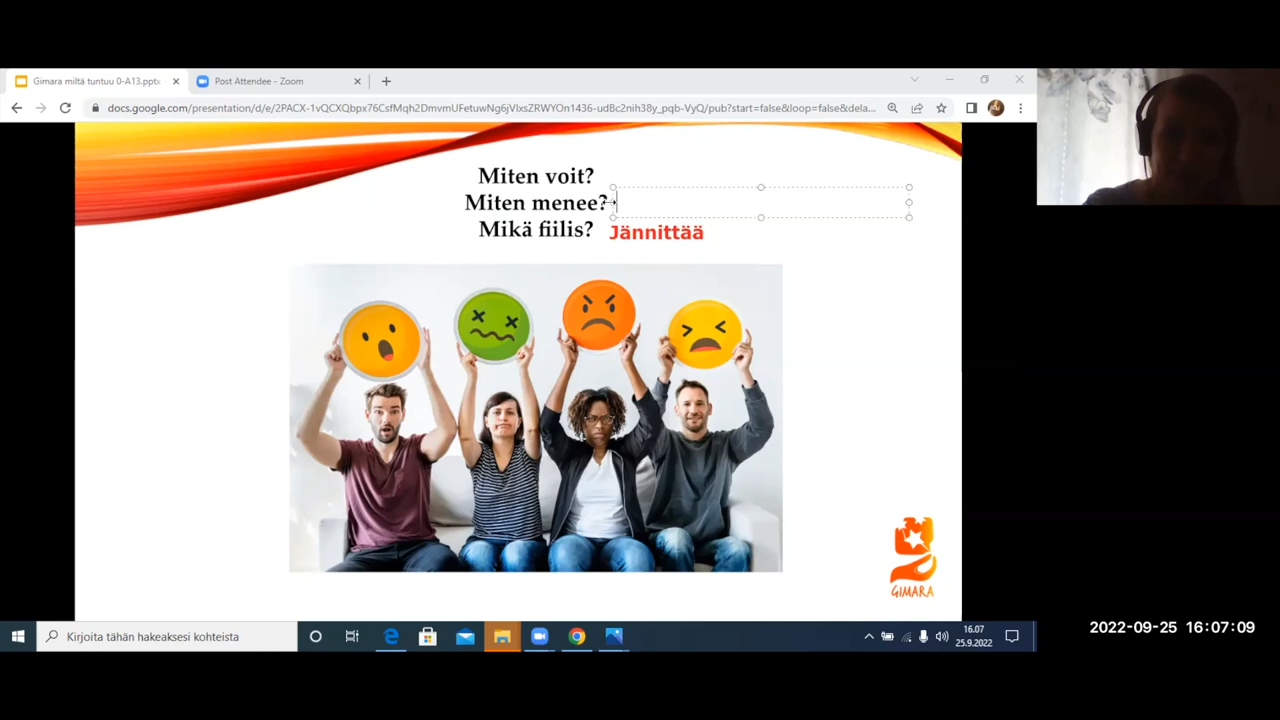 Gimara miltä tuntuu 0-A13.pptx
Post Attendee - Zoom
docs.google.com/presentation/d/e/2PACX-1vQCXQbpx76CsfMqh2DmvmUFetuwNg6jVlxsZRWYOn1436-udBc2nih38y_pqb-VyQ/pub?start=false&loop=false&dela...
Miten voit?
Miten menee?
Mikä fiilis?
Jännittää
GIMARA
Kirjoita tähän hakeaksesi kohteista
16.07
25.9.2022
2022-09-25 16:07:09